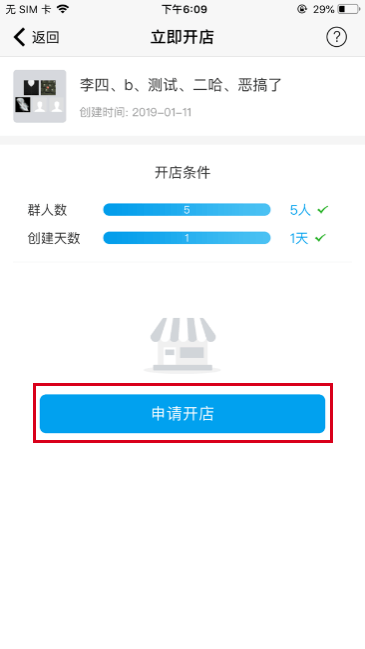 无 SIM 卡 下午6:09 29%
返回 立即开店 ?
李四、b、测试、二哈、恶搞了
创建时间: 2019-01-11
开店条件
群人数 5 5人
创建天数 1 1天
申请开店